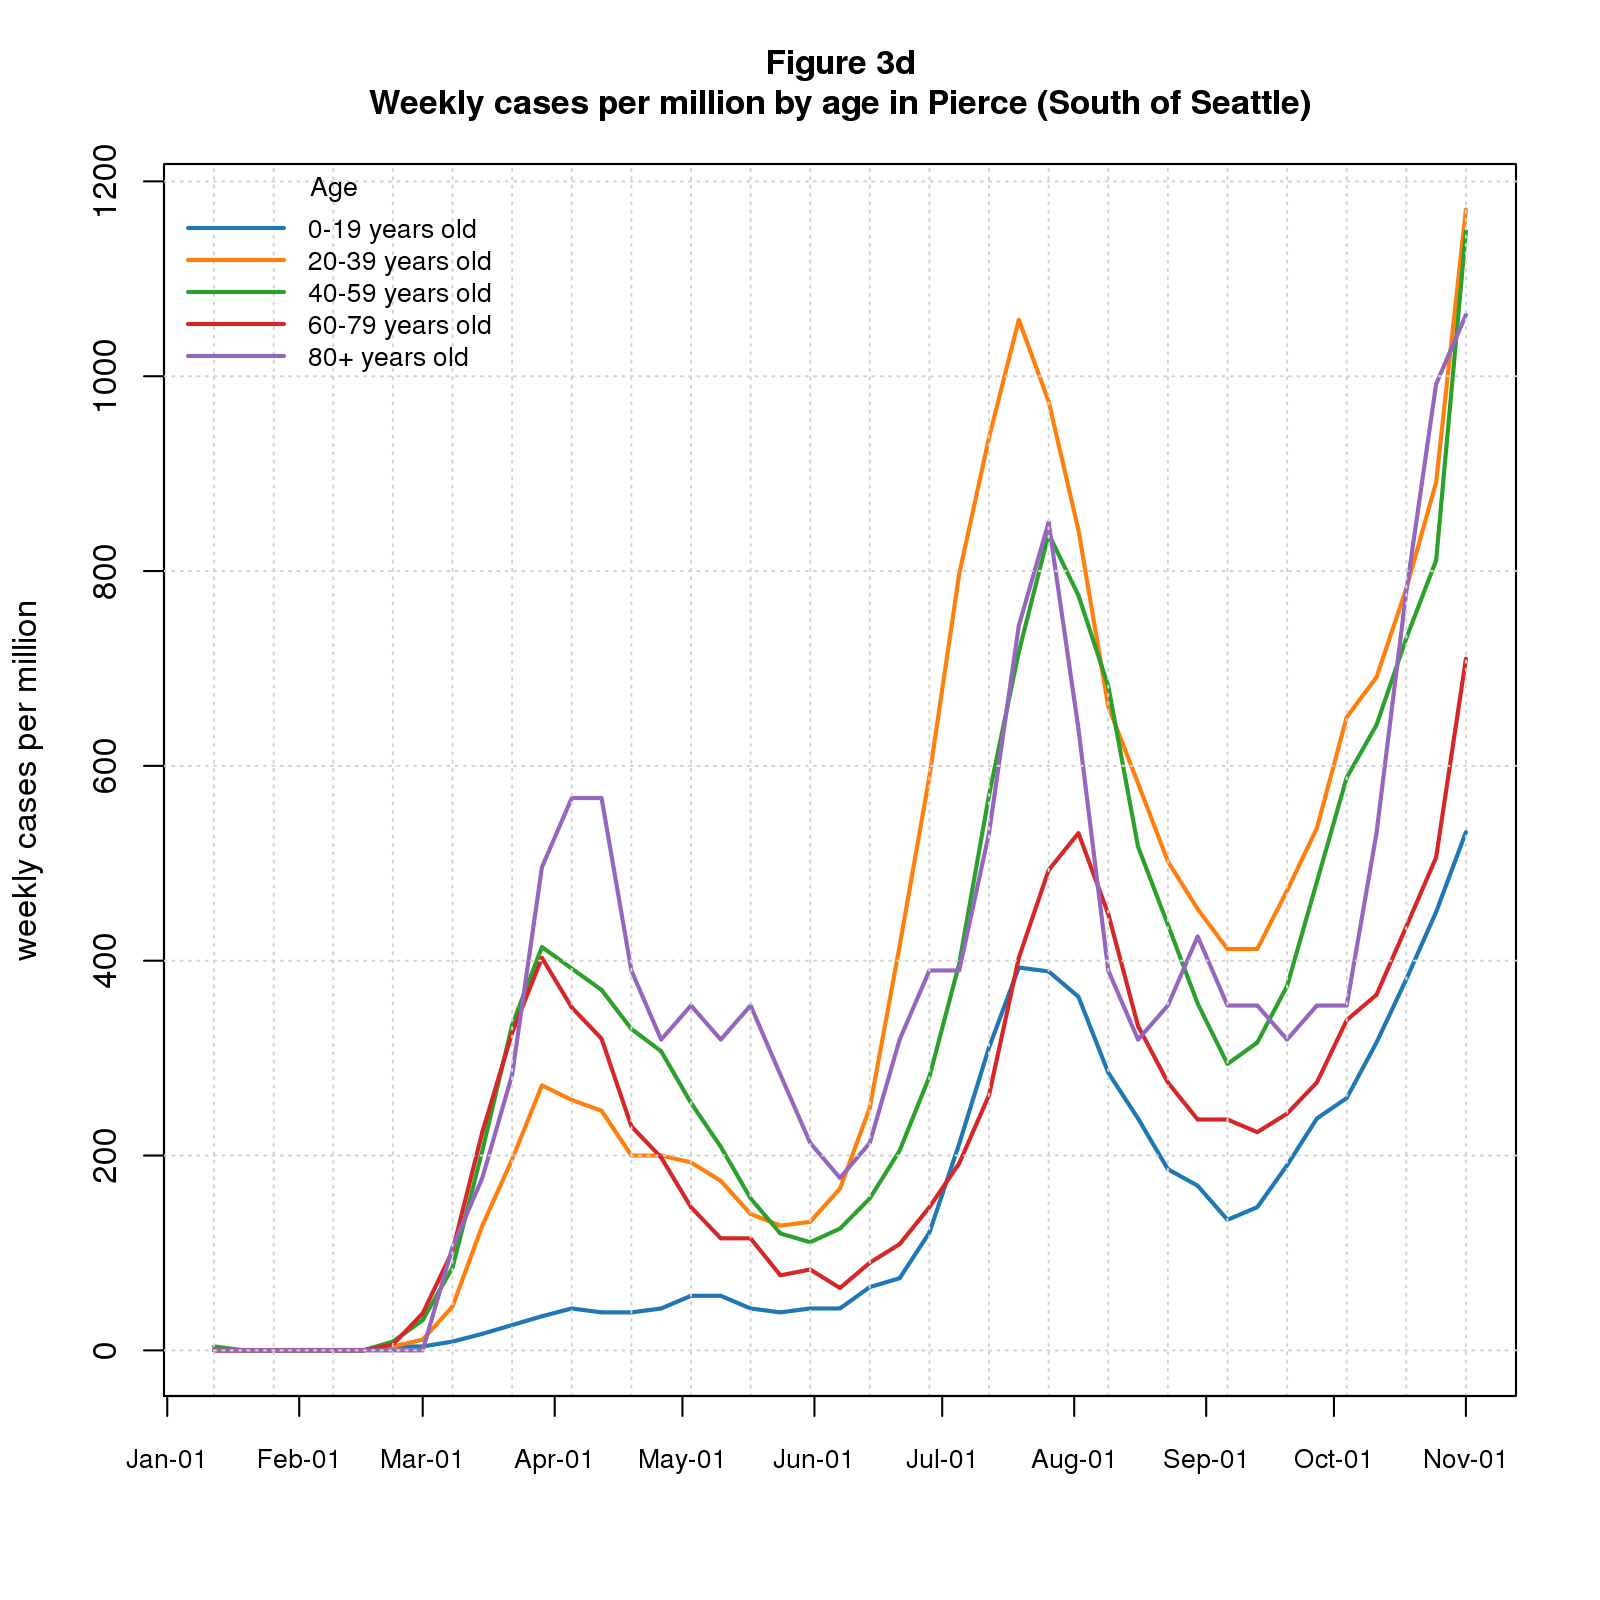 Figure 3d
Weekly cases per million by age in Pierce (South of Seattle)
weekly cases per million
1200
1000
800
600
400
200
0
Age
0-19 years old
20-39 years old
40-59 years old
60-79 years old
80+ years old
Jan-01 Feb-01 Mar-01 Apr-01 May-01 Jun-01 Jul-01 Aug-01 Sep-01 Oct-01 Nov-01